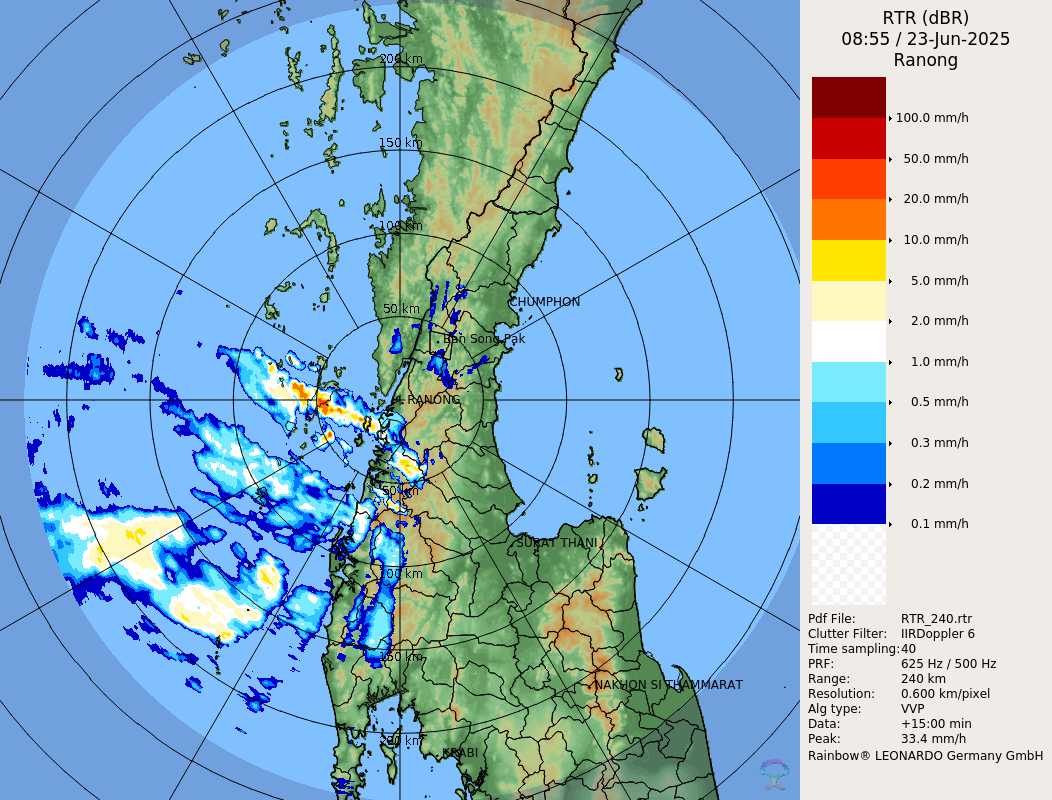 RTR (dBR)
08:55 / 23-Jun-2025
Ranong
100.0 mm/h
50.0 mm/h
20.0 mm/h
10.0 mm/h
5.0 mm/h
2.0 mm/h
1.0 mm/h
0.5 mm/h
0.3 mm/h
0.2 mm/h
0.1 mm/h
Pdf File: RTR_240.rtr
Clutter Filter: IIRDoppler 6
Time sampling:40
PRF: 625 Hz / 500 Hz
Range: 240 km
Resolution: 0.600 km/pixel
Alg type: VVP
Data: +15:00 min
Peak: 33.4 mm/h
Rainbow® LEONARDO Germany GmbH
200 km
150 km
100 km
CHUMPHON
50 km
Ban Song Pak
RANONG
50 km
SURAT THANI
100 km
150 km
NAKHON SI THAMMARAT
200 km
KRABI